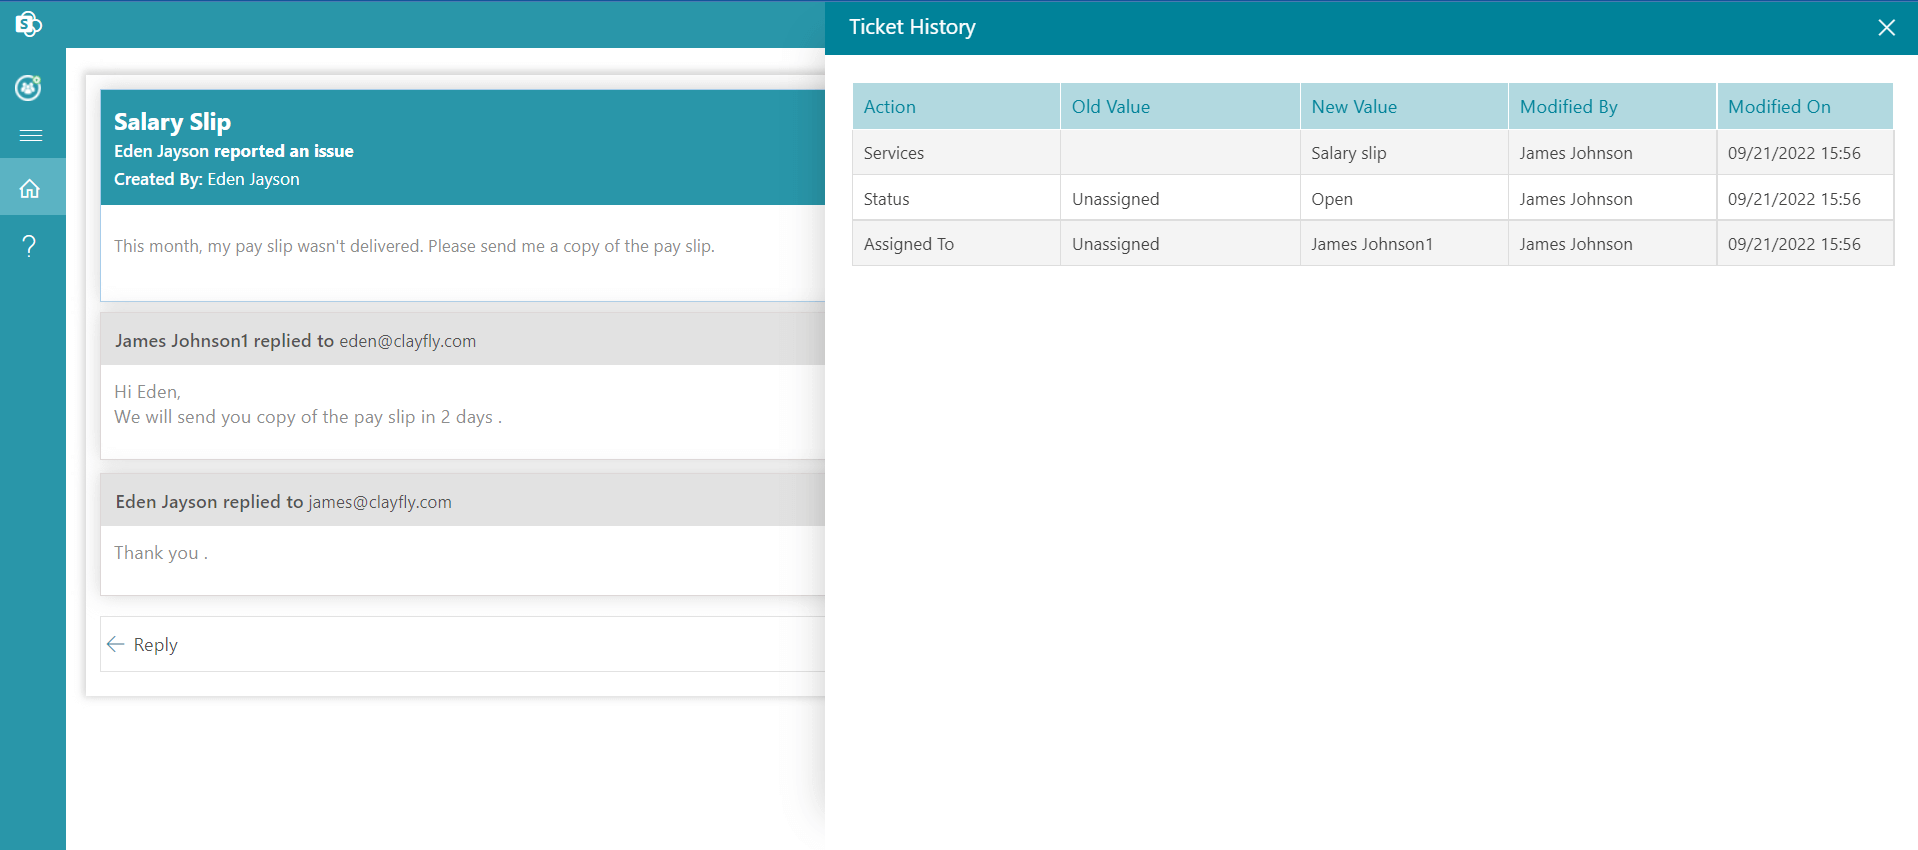 S
Ticket History
Salary Slip
Eden Jayson reported an issue
Created By: Eden Jayson
This month, my pay slip wasn't delivered. Please send me a copy of the pay slip.
James Johnson1 replied to eden@clayfly.com
Hi Eden,
We will send you copy of the pay slip in 2 days .
Eden Jayson replied to james@clayfly.com
Thank you .
Reply
Action Old Value New Value Modified By Modified On
Services Salary slip James Johnson 09/21/2022 15:56
Status Unassigned Open James Johnson 09/21/2022 15:56
Assigned To Unassigned James Johnson1 James Johnson 09/21/2022 15:56